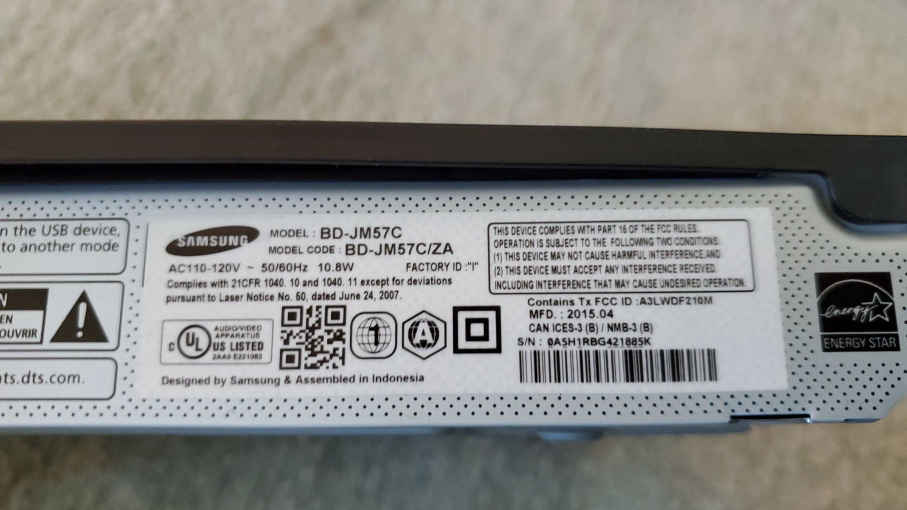 n the USB device,
to another mode
N
EN
OUVRIR
ts.dts.com.
SAMSUNG
MODEL : BD-JM57C
MODEL CODE : BD-JM57C/ZA
AC110-120V ~ 50/60Hz 10.8W FACTORY ID :"I"
Complies with 21CFR 1040. 10 and 1040. 11 except for deviations
pursuant to Laser Notice No. 50, dated June 24, 2007.
c UL US LISTED
AUDIO/VIDEO
APPARATUS
2AA0 E221983
1
A
Designed by Samsung & Assembled in Indonesia
THIS DEVICE COMPLIES WITH PART 15 OF THE FCC RULES.
OPERATION IS SUBJECT TO THE FOLLOWING TWO CONDITIONS:
(1) THIS DEVICE MAY NOT CAUSE HARMFUL INTERFERENCE,AND
(2) THIS DEVICE MUST ACCEPT ANY INTERFERENCE RECEIVED,
INCLUDING INTERFERENCE THAT MAY CAUSE UNDESIRED OPERATION.
Contains Tx FCC ID :A3LWDF210M
MFD. : 2015.04
CAN ICES-3 (B) / NMB-3 (B)
S/N : 0A5H1RBG421885K
energy
ENERGY STAR